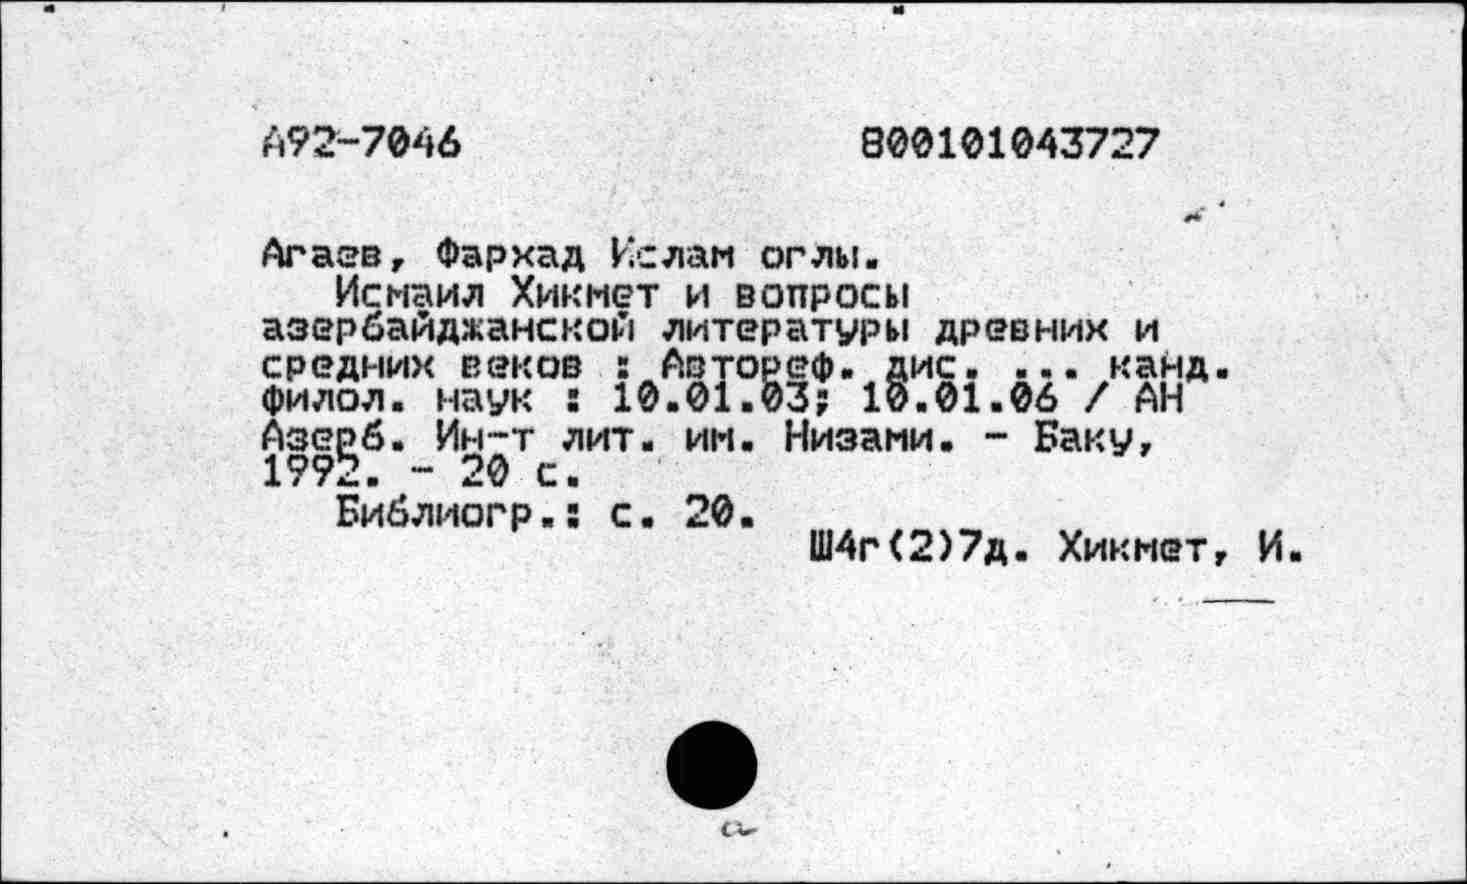 А92-7046
800101043727
Агаев, Фархад Ислам оглы.
Исмаил Хикмет и вопросы
азербайджанской литературы древних и
средних веков : Автореф. дис. ... канд.
филол. наук : 10.01.03; 10.01.06 / АН
Азерб. Ин-т лит. им. Низами. - Баку,
1992. - 20 с.
Библиогр.: с. 20.
Ш4г(2)7д. Хикмет, И.